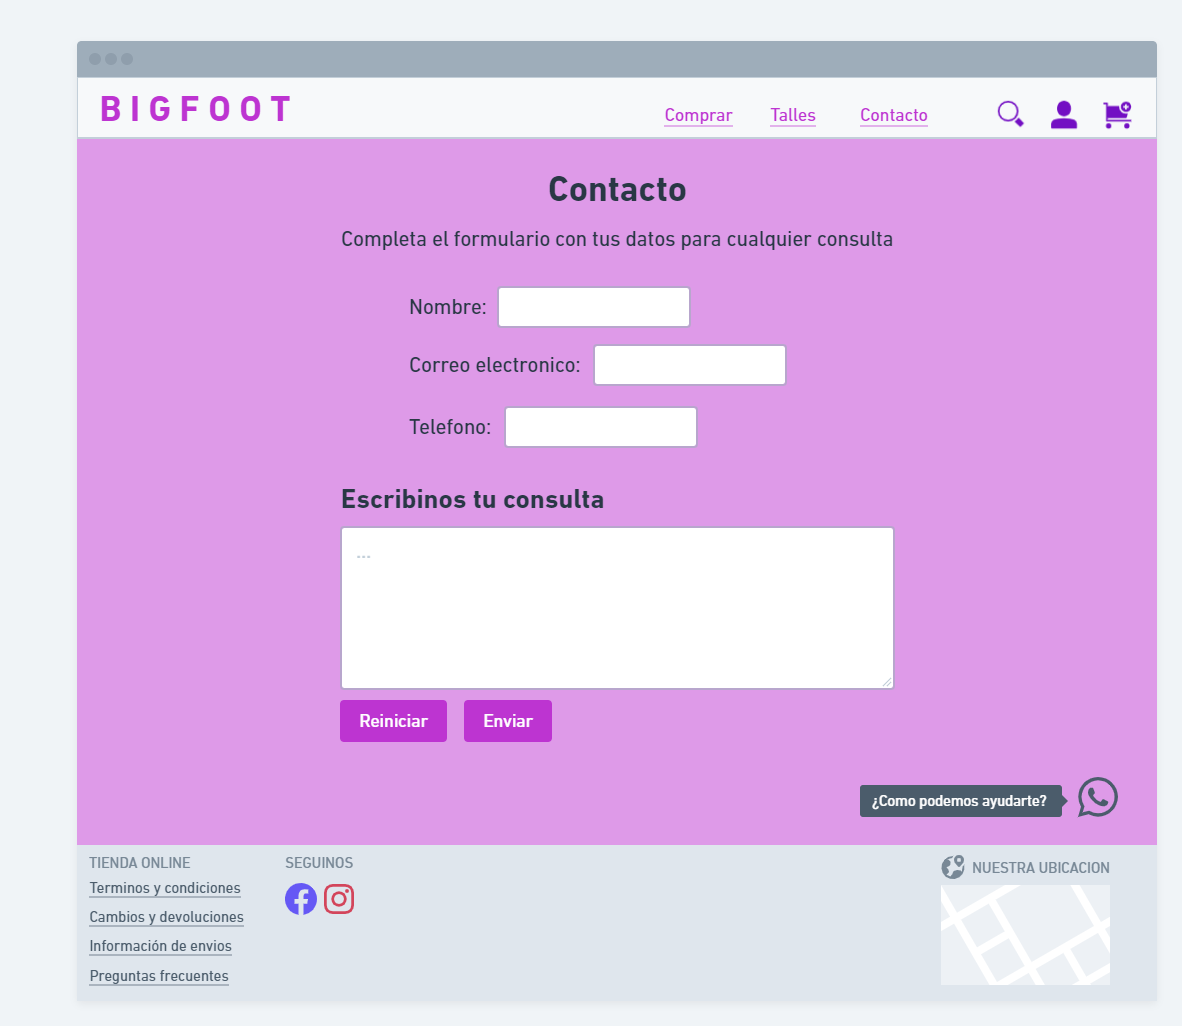 BIGFOOT
Comprar Talles Contacto
Contacto
Completa el formulario con tus datos para cualquier consulta
Nombre:
Correo electronico:
Telefono:
Escribinos tu consulta
...
Reiniciar Enviar
¿Como podemos ayudarte?
TIENDA ONLINE
Terminos y condiciones
Cambios y devoluciones
Información de envios
Preguntas frecuentes
SEGUINOS
NUESTRA UBICACION